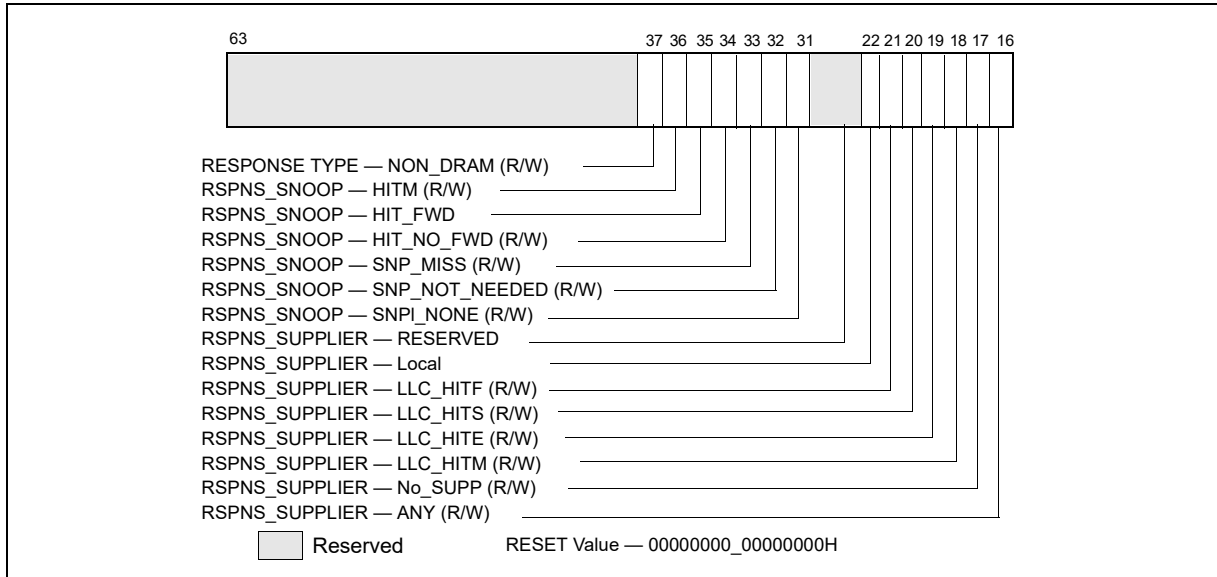 63 37 36 35 34 33 32 31 22 21 20 19 18 17 16
RESPONSE TYPE — NON_DRAM (R/W)
RSPNS_SNOOP — HITM (R/W)
RSPNS_SNOOP — HIT_FWD
RSPNS_SNOOP — HIT_NO_FWD (R/W)
RSPNS_SNOOP — SNP_MISS (R/W)
RSPNS_SNOOP — SNP_NOT_NEEDED (R/W)
RSPNS_SNOOP — SNPl_NONE (R/W)
RSPNS_SUPPLIER — RESERVED
RSPNS_SUPPLIER — Local
RSPNS_SUPPLIER — LLC_HITF (R/W)
RSPNS_SUPPLIER — LLC_HITS (R/W)
RSPNS_SUPPLIER — LLC_HITE (R/W)
RSPNS_SUPPLIER — LLC_HITM (R/W)
RSPNS_SUPPLIER — No_SUPP (R/W)
RSPNS_SUPPLIER — ANY (R/W)
Reserved RESET Value — 00000000_00000000H